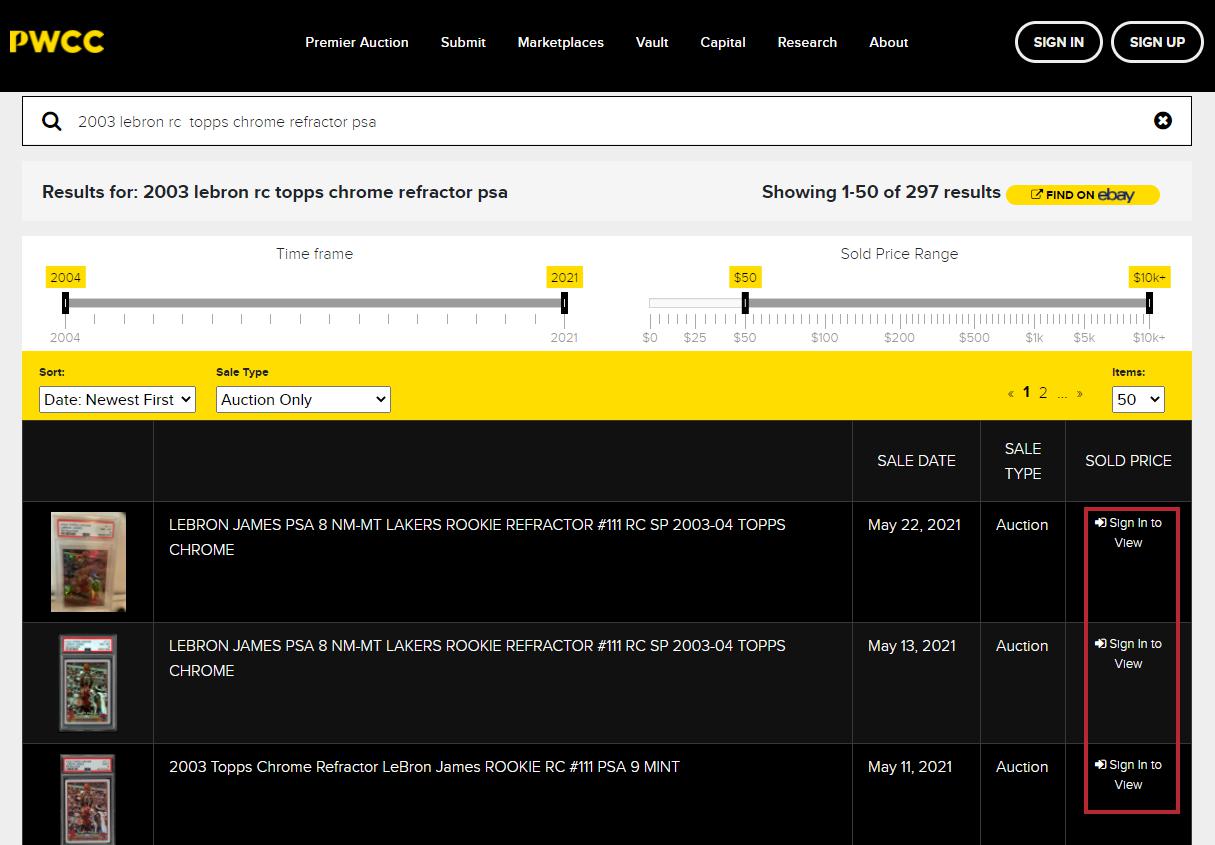 PWCC
Premier Auction Submit Marketplaces Vault Capital Research About SIGN IN SIGN UP
2003 lebron rc topps chrome refractor psa
Results for: 2003 lebron rc topps chrome refractor psa Showing 1-50 of 297 results FIND ON ebay
Time frame Sold Price Range
2004 2021 $50 $10k+
2004 2021 $0 $25 $50 $100 $200 $500 $1k $5k $10k+
Sort: Sale Type Items:
Date: Newest First Auction Only « 1 2 ... » 50
SALE DATE SALE TYPE SOLD PRICE
LEBRON JAMES PSA 8 NM-MT LAKERS ROOKIE REFRACTOR #111 RC SP 2003-04 TOPPS
CHROME
May 22, 2021 Auction Sign In to
View
LEBRON JAMES PSA 8 NM-MT LAKERS ROOKIE REFRACTOR #111 RC SP 2003-04 TOPPS
CHROME
May 13, 2021 Auction Sign In to
View
2003 Topps Chrome Refractor LeBron James ROOKIE RC #111 PSA 9 MINT
May 11, 2021 Auction Sign In to
View